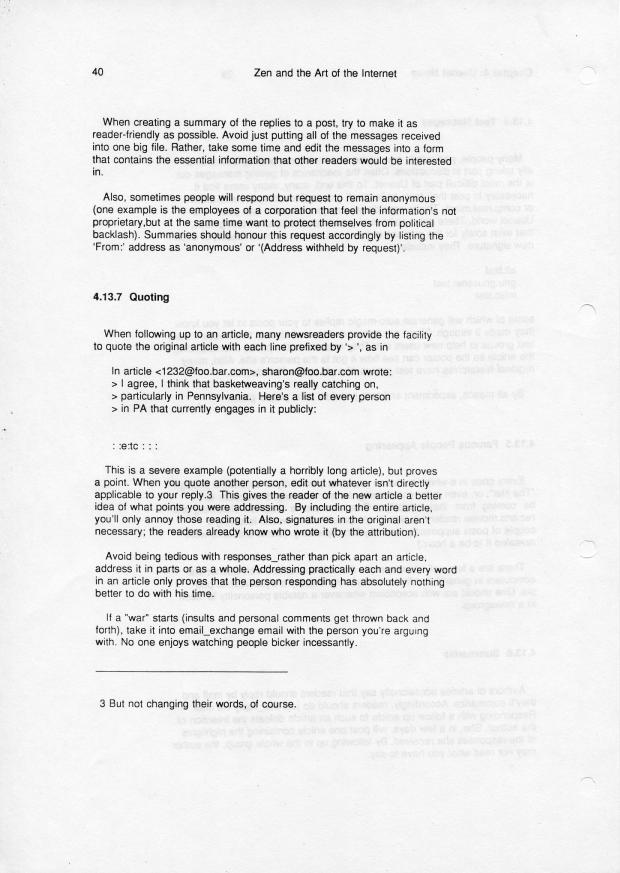 40
Zen and the Art of the Internet
When creating a summary of the replies to a post, try to make it as
reader-friendly as possible. Avoid just putting all of the messages received
into one big file. Rather, take some time and edit the messages into a form
that contains the essential information that other readers would be interested
in.
Also, sometimes people will respond but request to remain anonymous
(one example is the employees of a corporation that feel the information's not
proprietary,but at the same time want to protect themselves from political
backlash). Summaries should honour this request accordingly by listing the
'From:' address as 'anonymous' or '(Address withheld by request)'.
4.13.7 Quoting
When following up to an article, many newsreaders provide the facility
to quote the original article with each line prefixed by '> ', as in
In article <1232@foo.bar.com>, sharon@foo.bar.com wrote:
> I agree, I think that basketweaving's really catching on,
> particularly in Pennsylvania. Here's a list of every person
> in PA that currently engages in it publicly:
: :e:tc : : :
This is a severe example (potentially a horribly long article), but proves
a point. When you quote another person, edit out whatever isn't directly
applicable to your reply.3 This gives the reader of the new article a better
idea of what points you were addressing. By including the entire article,
you'll only annoy those reading it. Also, signatures in the original aren't
necessary; the readers already know who wrote it (by the attribution).
Avoid being tedious with responses_rather than pick apart an article,
address it in parts or as a whole. Addressing practically each and every word
in an article only proves that the person responding has absolutely nothing
better to do with his time.
If a "war" starts (insults and personal comments get thrown back and
forth), take it into email_exchange email with the person you're arguing
with. No one enjoys watching people bicker incessantly.
3 But not changing their words, of course.